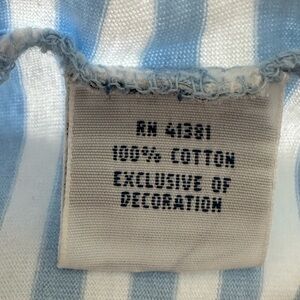 RN 41381
100% COTTON
EXCLUSIVE OF
DECORATION